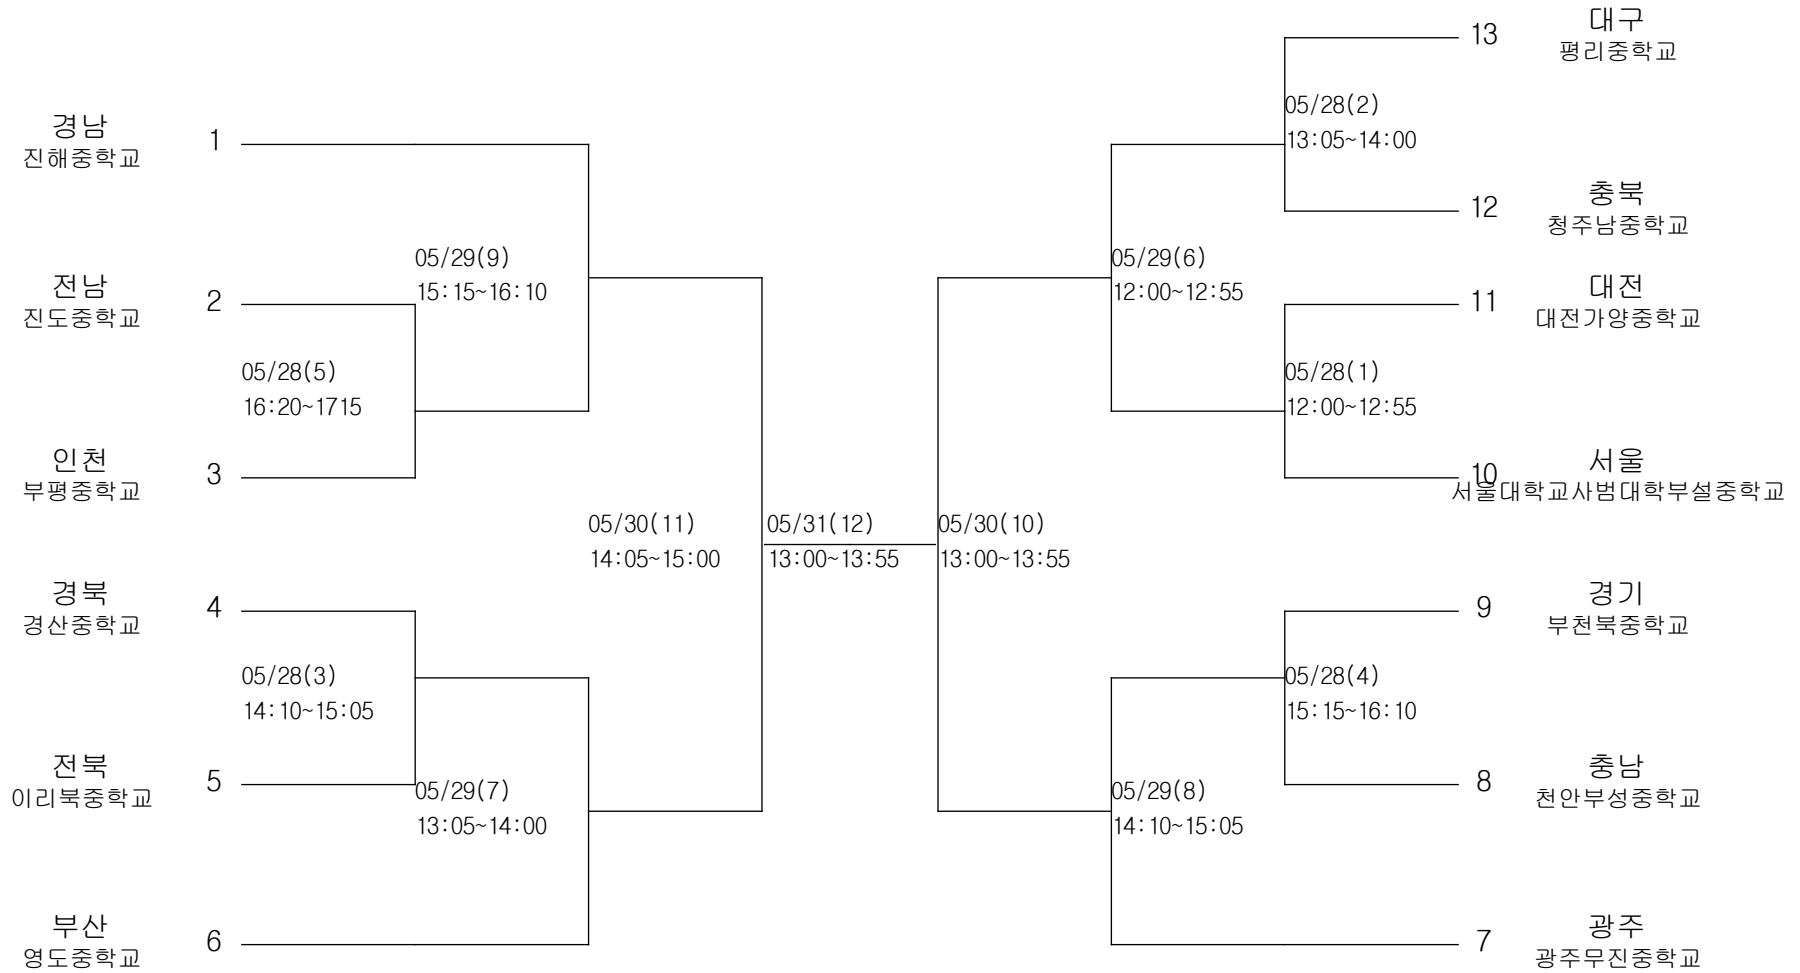 경남
진해중학교
1
전남
진도중학교
2
05/29(9)
15:15~16:10
05/28(5)
16:20~1715
인천
부평중학교
3
05/30(11)
14:05~15:00
경북
경산중학교
4
05/28(3)
14:10~15:05
전북
이리북중학교
5
05/29(7)
13:05~14:00
부산
영도중학교
6
05/31(12)
13:00~13:55
13
대구
평리중학교
05/28(2)
13:05~14:00
12
충북
청주남중학교
05/29(6)
12:00~12:55
11
대전
대전가양중학교
05/28(1)
12:00~12:55
10
서울
서울대학교사범대학부설중학교
05/30(10)
13:00~13:55
9
경기
부천북중학교
05/28(4)
15:15~16:10
8
충남
천안부성중학교
05/29(8)
14:10~15:05
7
광주
광주무진중학교